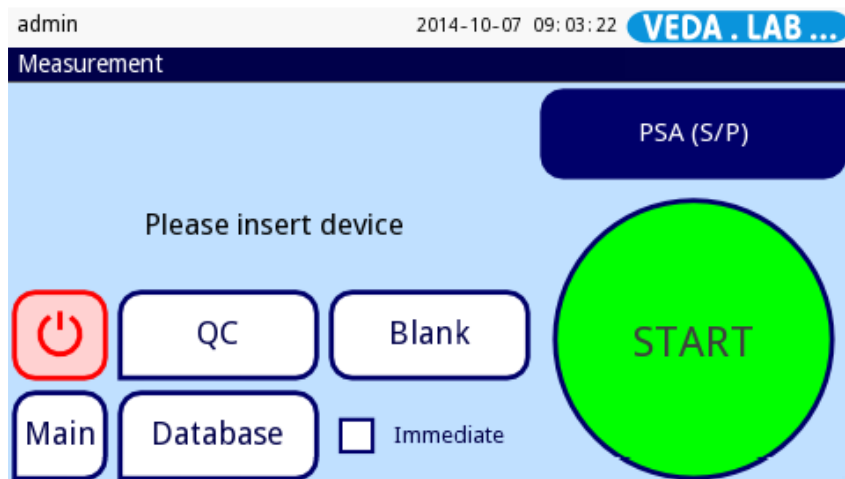 admin 2014-10-07 09:03:22 VEDA . LAB ...
Measurement
PSA (S/P)
Please insert device
QC Blank START
Main Database Immediate